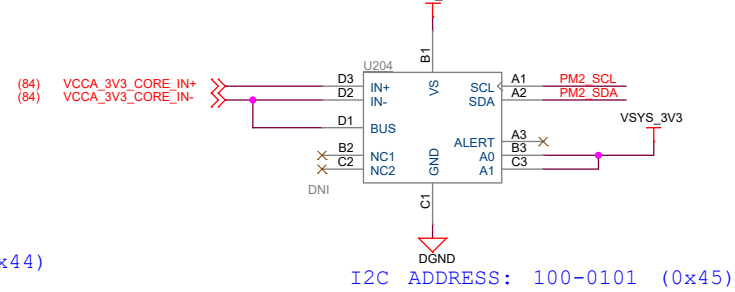 U204
(84) VCCA_3V3_CORE_IN+
(84) VCCA_3V3_CORE_IN-
D3 IN+
D2 IN-
D1 BUS
B2 NC1
C2 NC2
DNI
B1 VS
GND C1
SCL A1 PM2_SCL
SDA A2 PM2_SDA
ALERT A3
A0 B3
A1 C3
VSYS_3V3
DGND
x44)
I2C ADDRESS: 100-0101 (0x45)